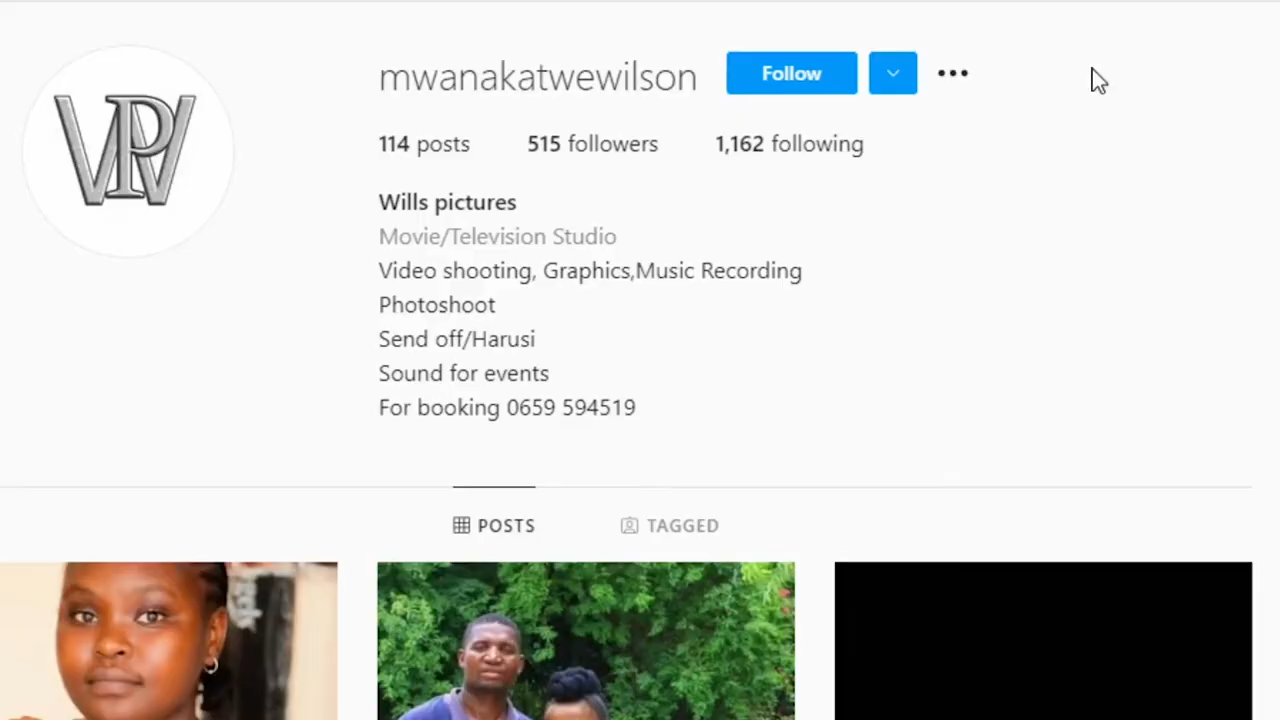 WPV
mwanakatwewilson Follow
114 posts 515 followers 1,162 following
Wills pictures
Movie/Television Studio
Video shooting, Graphics,Music Recording
Photoshoot
Send off/Harusi
Sound for events
For booking 0659 594519
POSTS TAGGED